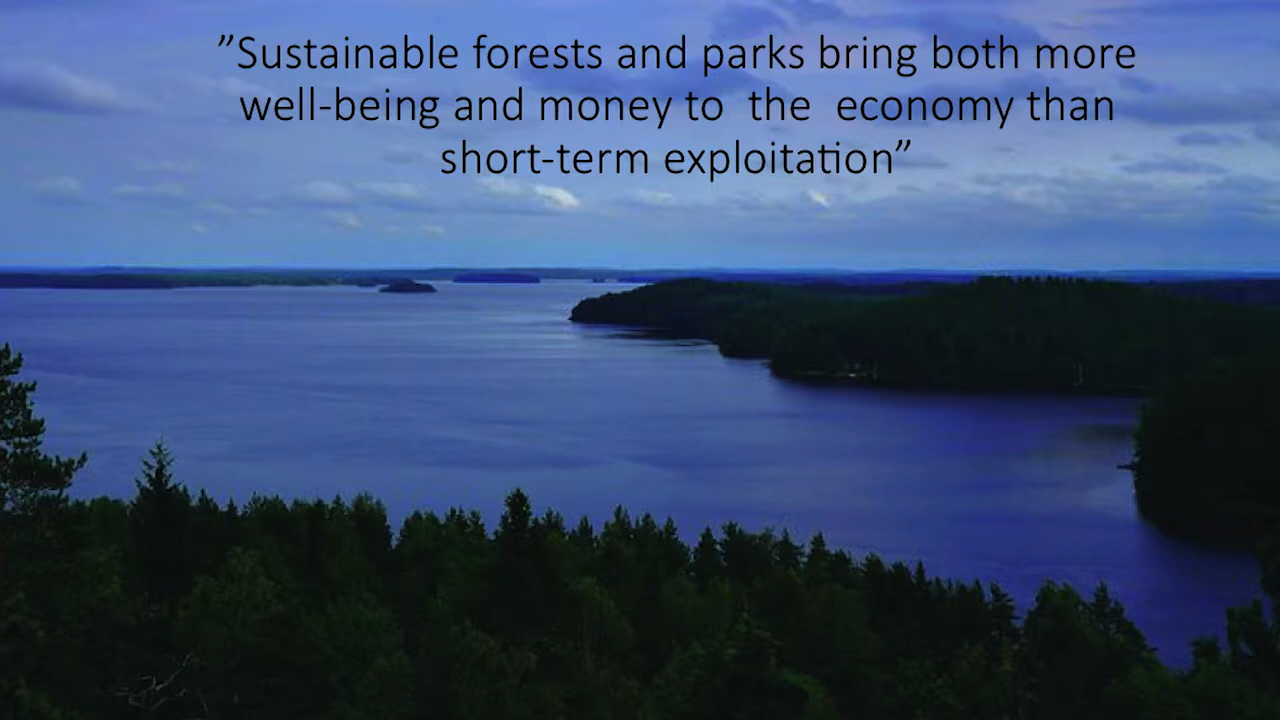 ”Sustainable forests and parks bring both more
well-being and money to  the  economy than
short-term exploitation”